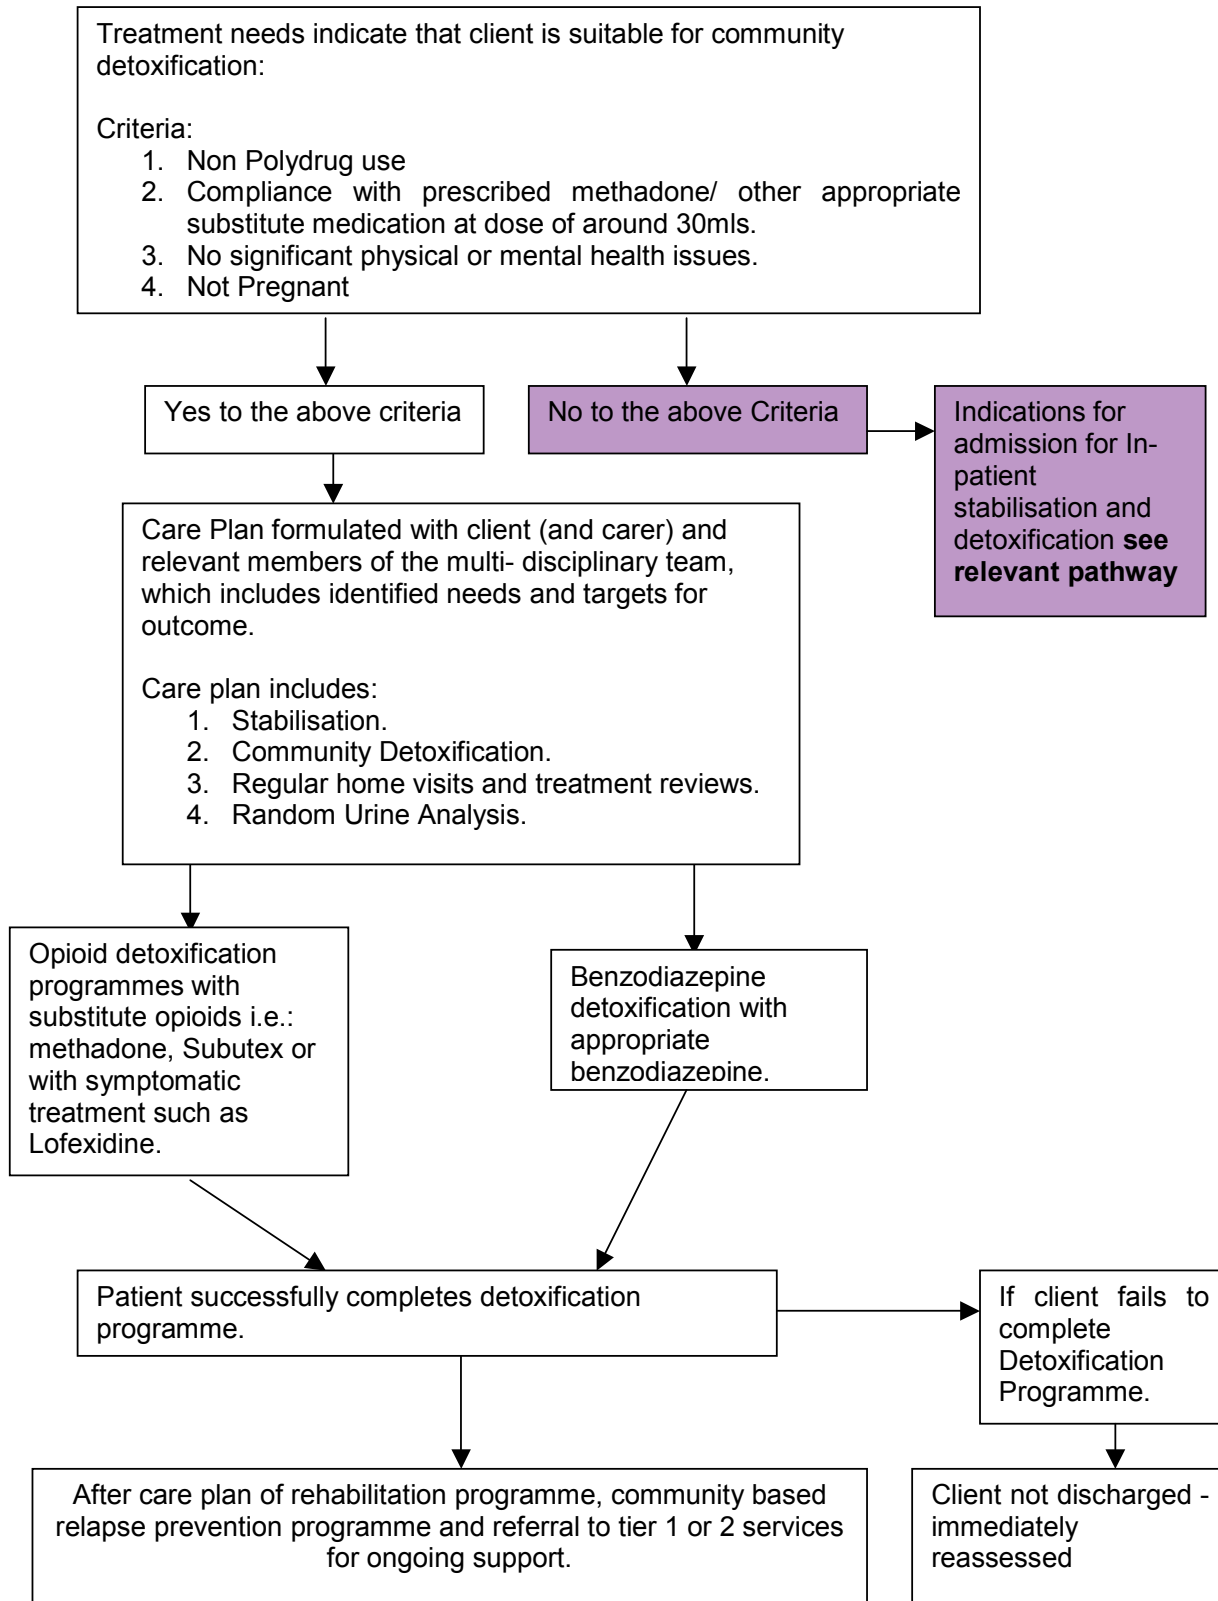 Treatment needs indicate that client is suitable for community
detoxification:
Criteria:
1. Non Polydrug use
2. Compliance with prescribed methadone/ other appropriate
substitute medication at dose of around 30mls.
3. No significant physical or mental health issues.
4. Not Pregnant
Yes to the above criteria
No to the above Criteria
Indications for
admission for In-
patient
stabilisation and
detoxification see
relevant pathway
Care Plan formulated with client (and carer) and
relevant members of the multi- disciplinary team,
which includes identified needs and targets for
outcome.
Care plan includes:
1. Stabilisation.
2. Community Detoxification.
3. Regular home visits and treatment reviews.
4. Random Urine Analysis.
Opioid detoxification
programmes with
substitute opioids i.e.:
methadone, Subutex or
with symptomatic
treatment such as
Lofexidine.
Benzodiazepine
detoxification with
appropriate
benzodiazepine.
Patient successfully completes detoxification
programme.
If client fails to
complete
Detoxification
Programme.
After care plan of rehabilitation programme, community based
relapse prevention programme and referral to tier 1 or 2 services
for ongoing support.
Client not discharged -
immediately
reassessed